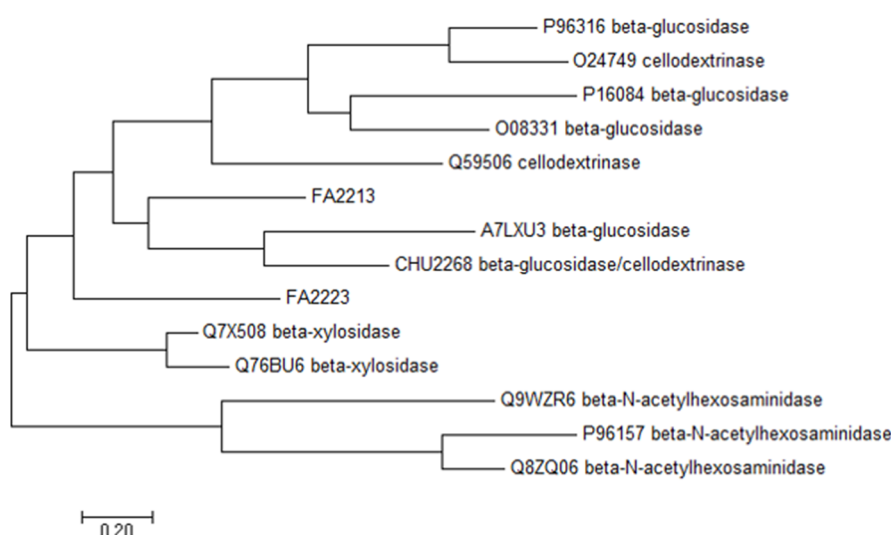 P96316 beta-glucosidase
O24749 cellodextrinase
P16084 beta-glucosidase
O08331 beta-glucosidase
Q59506 cellodextrinase
FA2213
A7LXU3 beta-glucosidase
CHU2268 beta-glucosidase/cellodextrinase
FA2223
Q7X508 beta-xylosidase
Q76BU6 beta-xylosidase
Q9WZR6 beta-N-acetylhexosaminidase
P96157 beta-N-acetylhexosaminidase
Q8ZQ06 beta-N-acetylhexosaminidase
0.20